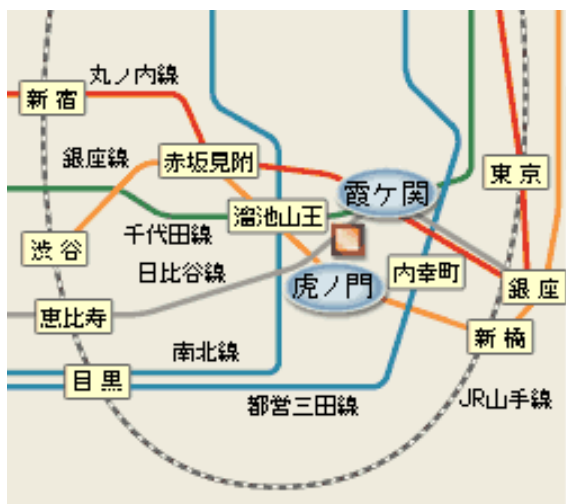 丸ノ内線
新宿
銀座線
赤坂見附
東京
霞ケ関
溜池山王
千代田線
渋谷
日比谷線
内幸町
虎ノ門
銀座
恵比寿
新橋
南北線
目黒
都営三田線
JR山手線